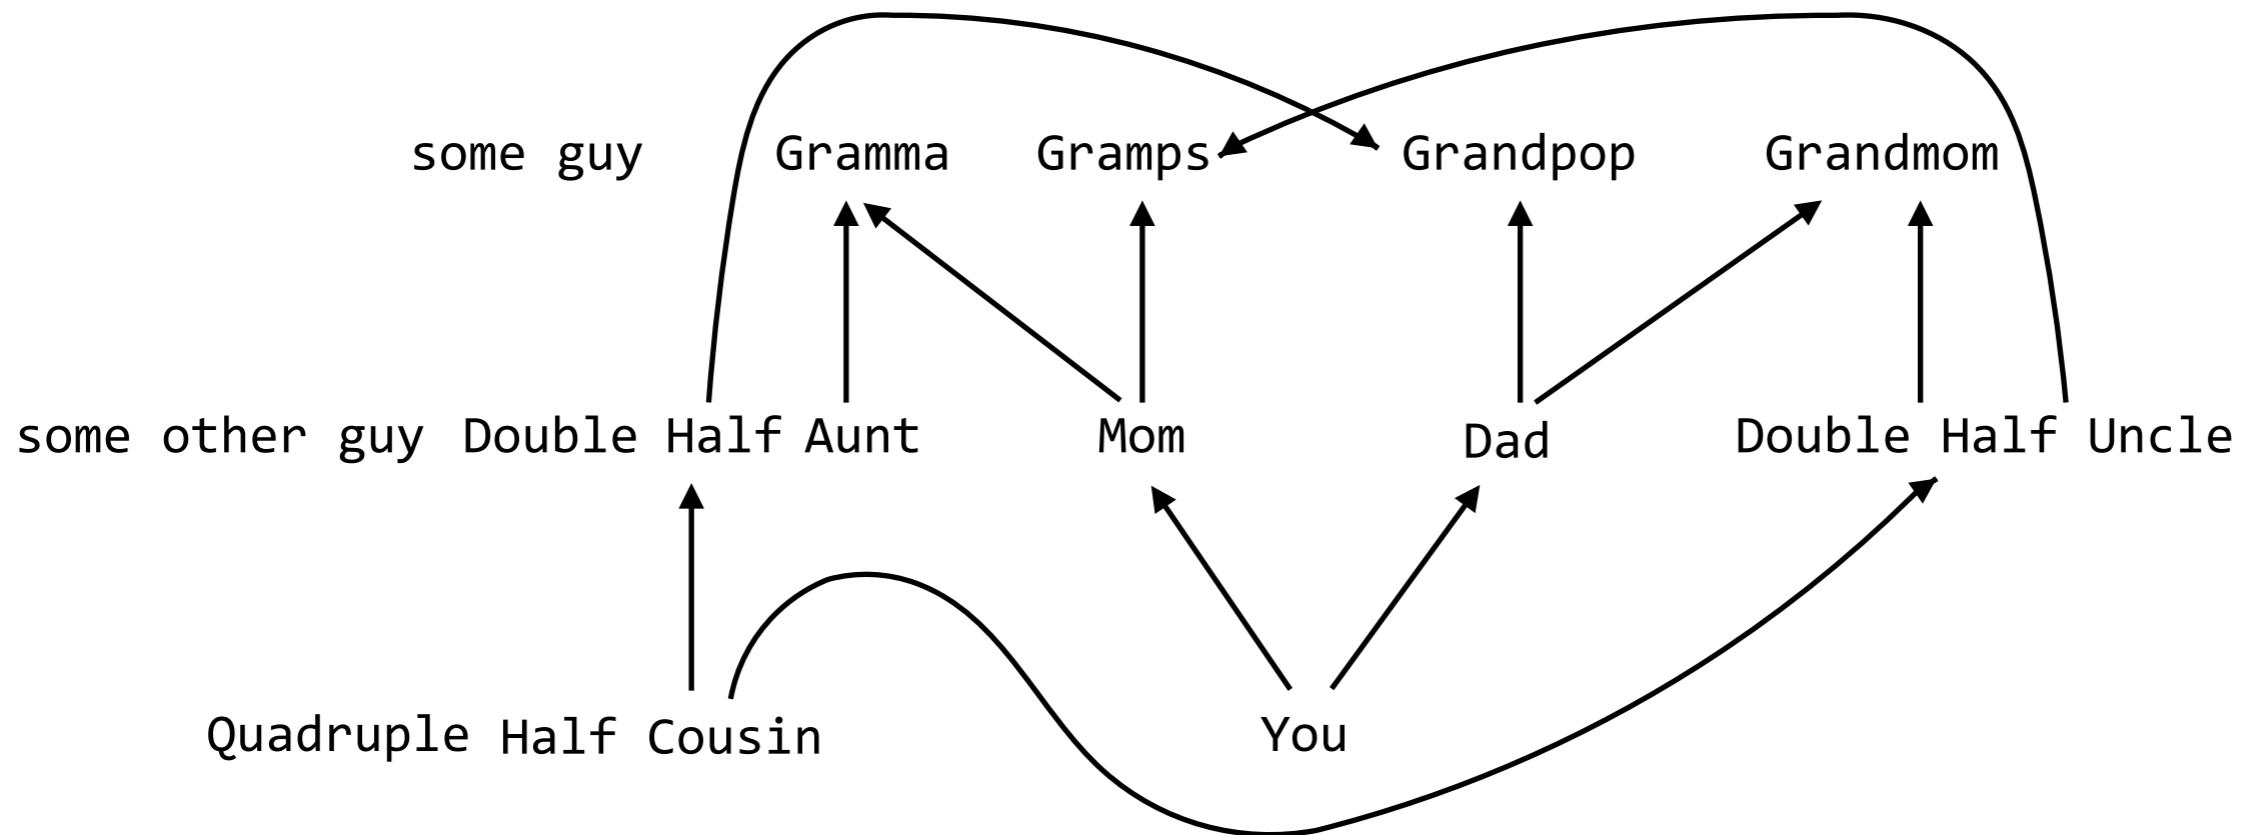 some guy Gramma Gramps Grandpop Grandmom
some other guy Double Half Aunt Mom Dad Double Half Uncle
Quadruple Half Cousin You